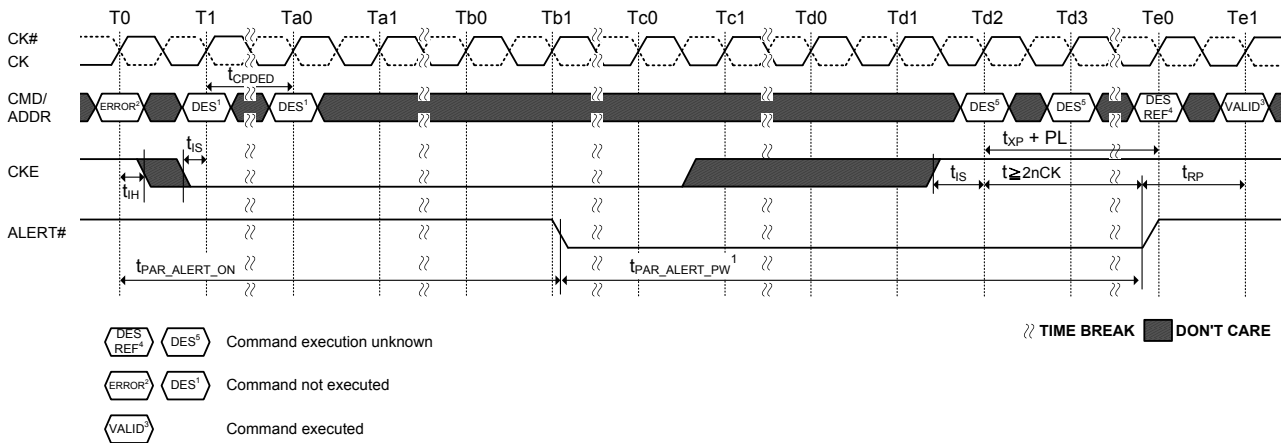 T0 T1 Ta0 Ta1 Tb0 Tb1 Tc0 Tc1 Td0 Td1 Td2 Td3 Te0 Te1
CK#
CK
tCPDED
CMD/
ADDR
ERROR² DES¹ DES¹ DES⁵ DES⁵ DES
REF⁴ VALID³
tXP + PL
tIS
CKE
tIH
tIS t≧2nCK tRP
ALERT#
tPAR_ALERT_ON tPAR_ALERT_PW¹
DES
REF⁴ DES⁵ Command execution unknown
TIME BREAK DON'T CARE
ERROR² DES¹ Command not executed
VALID³ Command executed